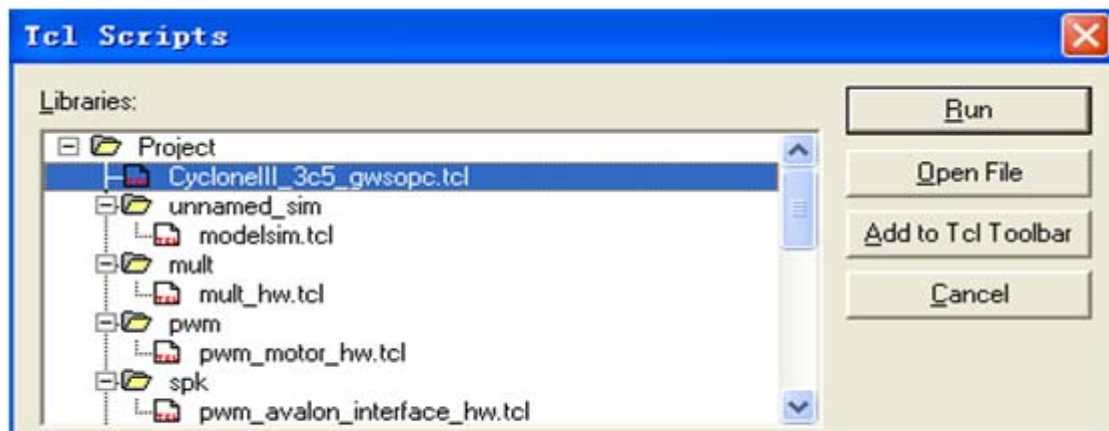 Tcl Scripts
Libraries:
Project
CycloneIII_3c5_gwsopc.tcl
unnamed_sim
modelsim.tcl
mult
mult_hw.tcl
pwm
pwm_motor_hw.tcl
spk
pwm_avalon_interface_hw.tcl
Run
Open File
Add to Tcl Toolbar
Cancel